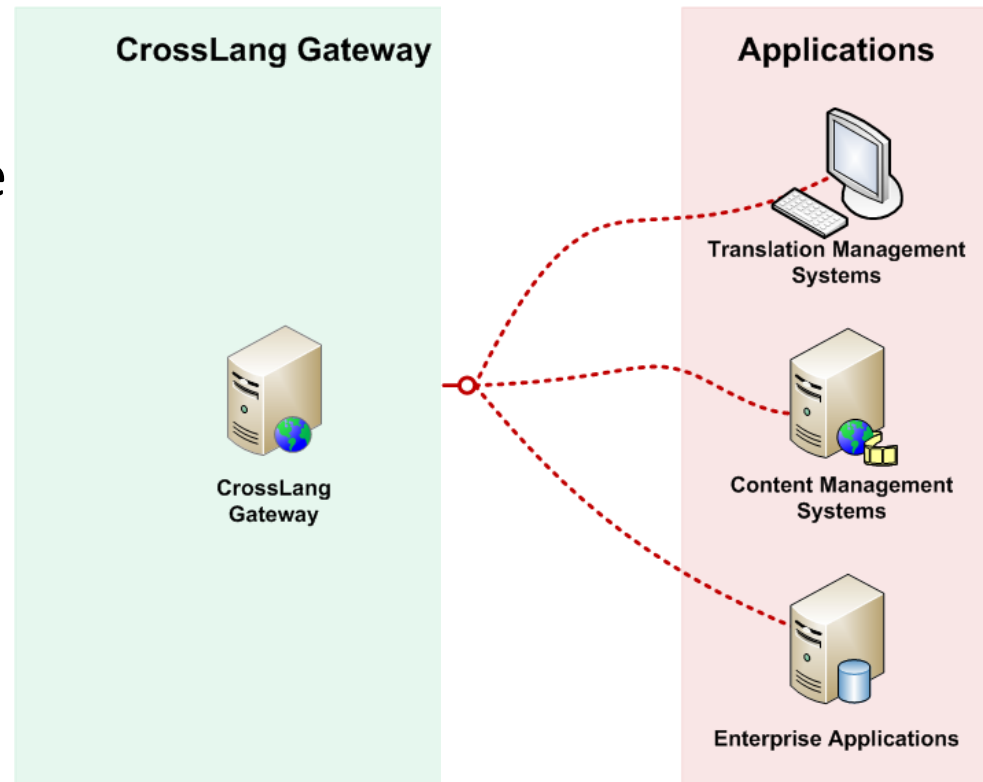 CrossLang Gateway
Applications
e
Translation Management
Systems
CrossLang
Gateway
Content Management
Systems
Enterprise Applications